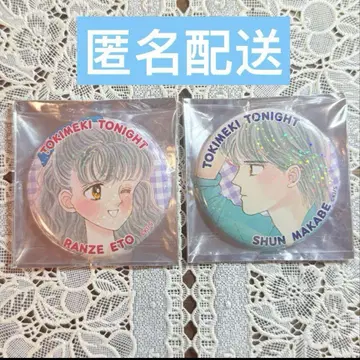 匿名配送
TOKIMEKI TONIGHT
RANZE ETO
TOKIMEKI TONIGHT
SHUN MAKABE